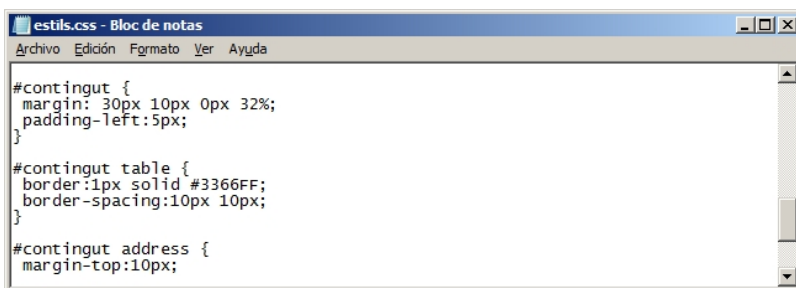 estils.css - Bloc de notas
Archivo Edición Formato Ver Ayuda
#contingut {
margin: 30px 10px 0px 32%;
padding-left:5px;
}
#contingut table {
border:1px solid #3366FF;
border-spacing:10px 10px;
}
#contingut address {
margin-top:10px;